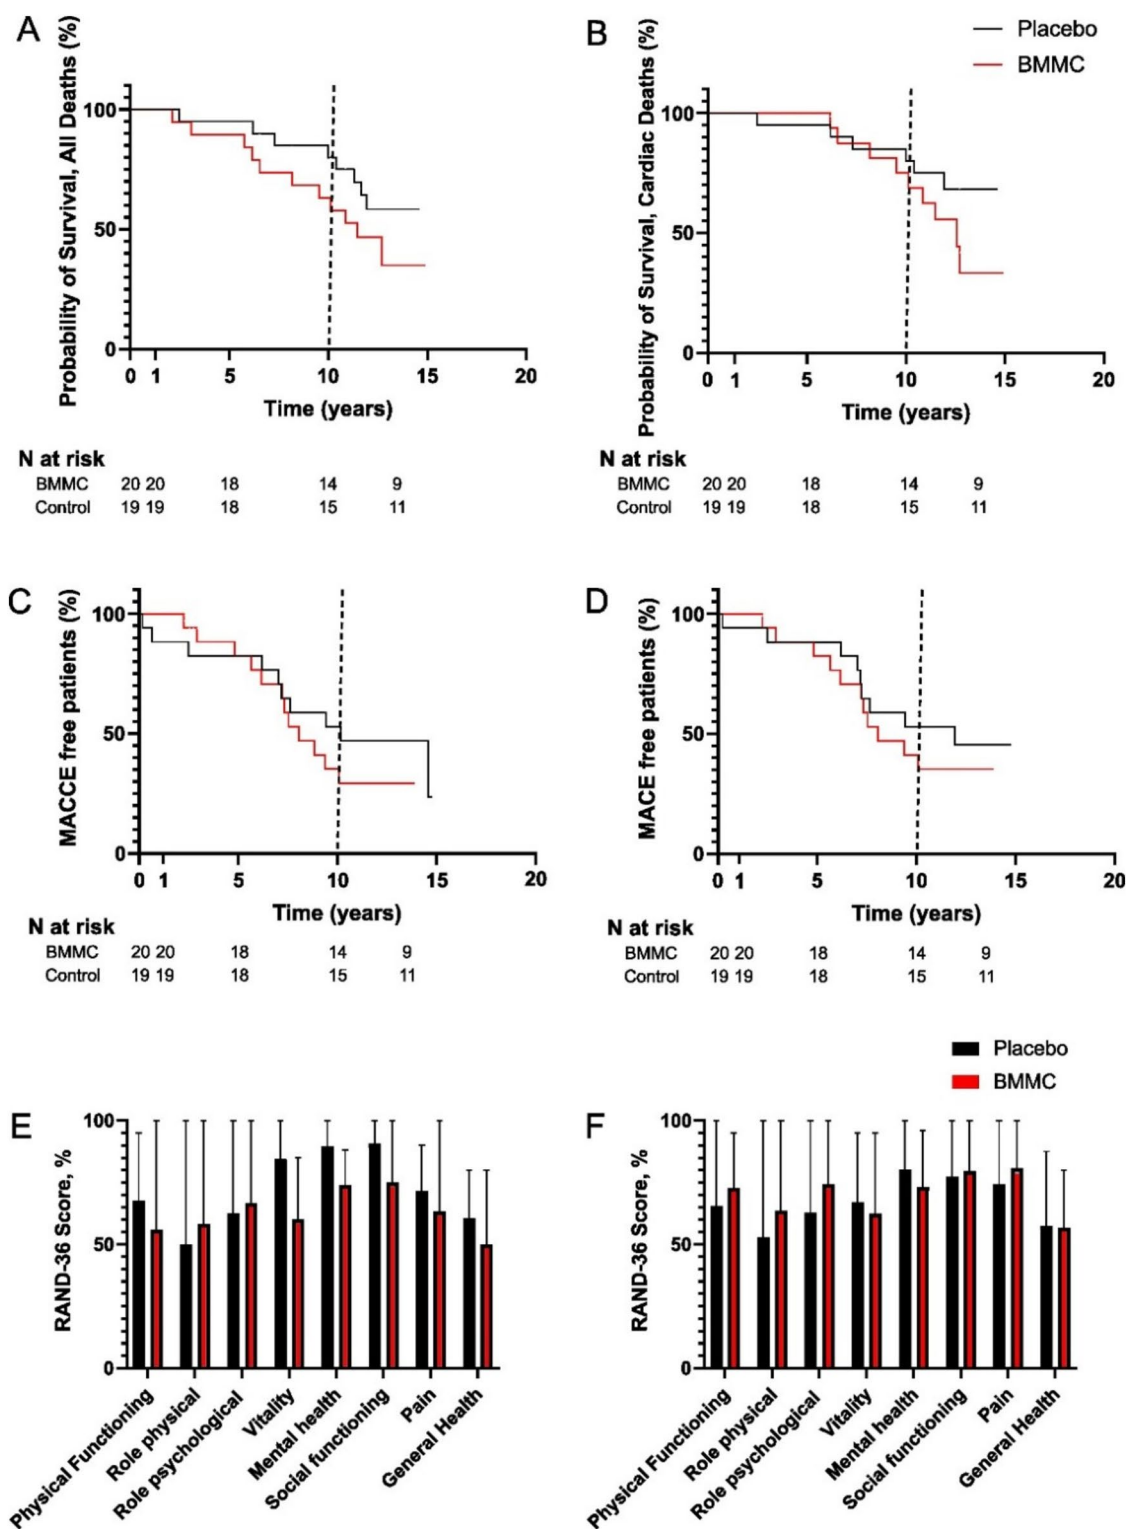 A
Probability of Survival, All Deaths (%)
100
50
0
0 1 5 10 15 20
Time (years)
N at risk
BMMC 20 20 18 14 9
Control 19 19 18 15 11
B
Placebo
BMMC
Probability of Survival, Cardiac Deaths (%)
100
50
0
0 1 5 10 15 20
Time (years)
N at risk
BMMC 20 20 18 14 9
Control 19 19 18 15 11
C
MACCE free patients (%)
100
50
0
0 1 5 10 15 20
Time (years)
N at risk
BMMC 20 20 18 14 9
Control 19 19 18 15 11
D
MACE free patients (%)
100
50
0
0 1 5 10 15 20
Time (years)
N at risk
BMMC 20 20 18 14 9
Control 19 19 18 15 11
Placebo
BMMC
E
RAND-36 Score, %
100
50
0
Physical Functioning
Role physical
Role psychological
Vitality
Mental health
Social functioning
Pain
General Health
F
RAND-36 Score, %
100
50
0
Physical Functioning
Role physical
Role psychological
Vitality
Mental health
Social functioning
Pain
General Health